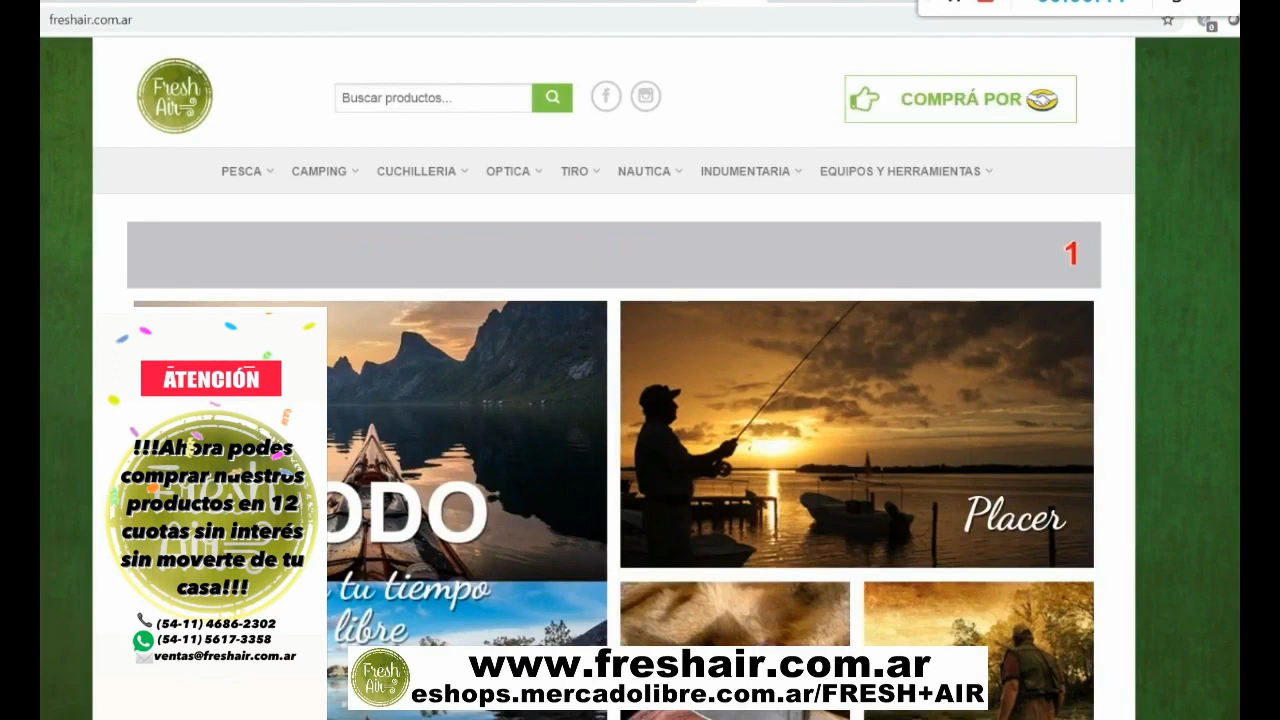 freshair.com.ar
0
Fresh
Air
Buscar productos...
COMPRÁ POR
PESCA CAMPING CUCHILLERIA OPTICA TIRO NAUTICA INDUMENTARIA EQUIPOS Y HERRAMIENTAS
1
ATENCIÓN
!!!Ahora podes
comprar nuestros
productos en 12
cuotas sin interés
sin moverte de tu
casa!!!
(54-11) 4686-2302
(54-11) 5617-3358
ventas@freshair.com.ar
ODO
tu tiempo
libre
Placer
Fresh
Air
www.freshair.com.ar
eshops.mercadolibre.com.ar/FRESH+AIR